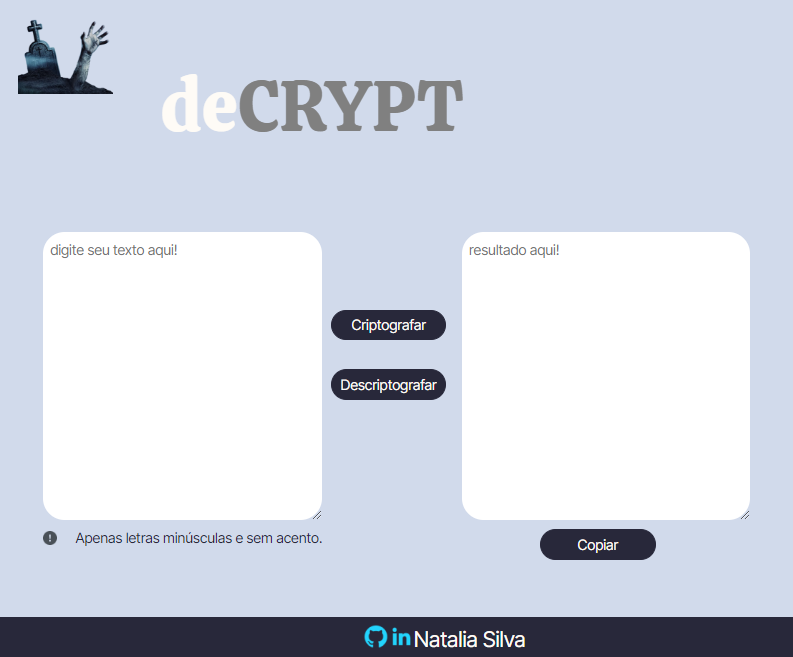 deCRYPT
digite seu texto aqui!
resultado aqui!
Criptografar
Descriptografar
Apenas letras minúsculas e sem acento.
Copiar
in Natalia Silva